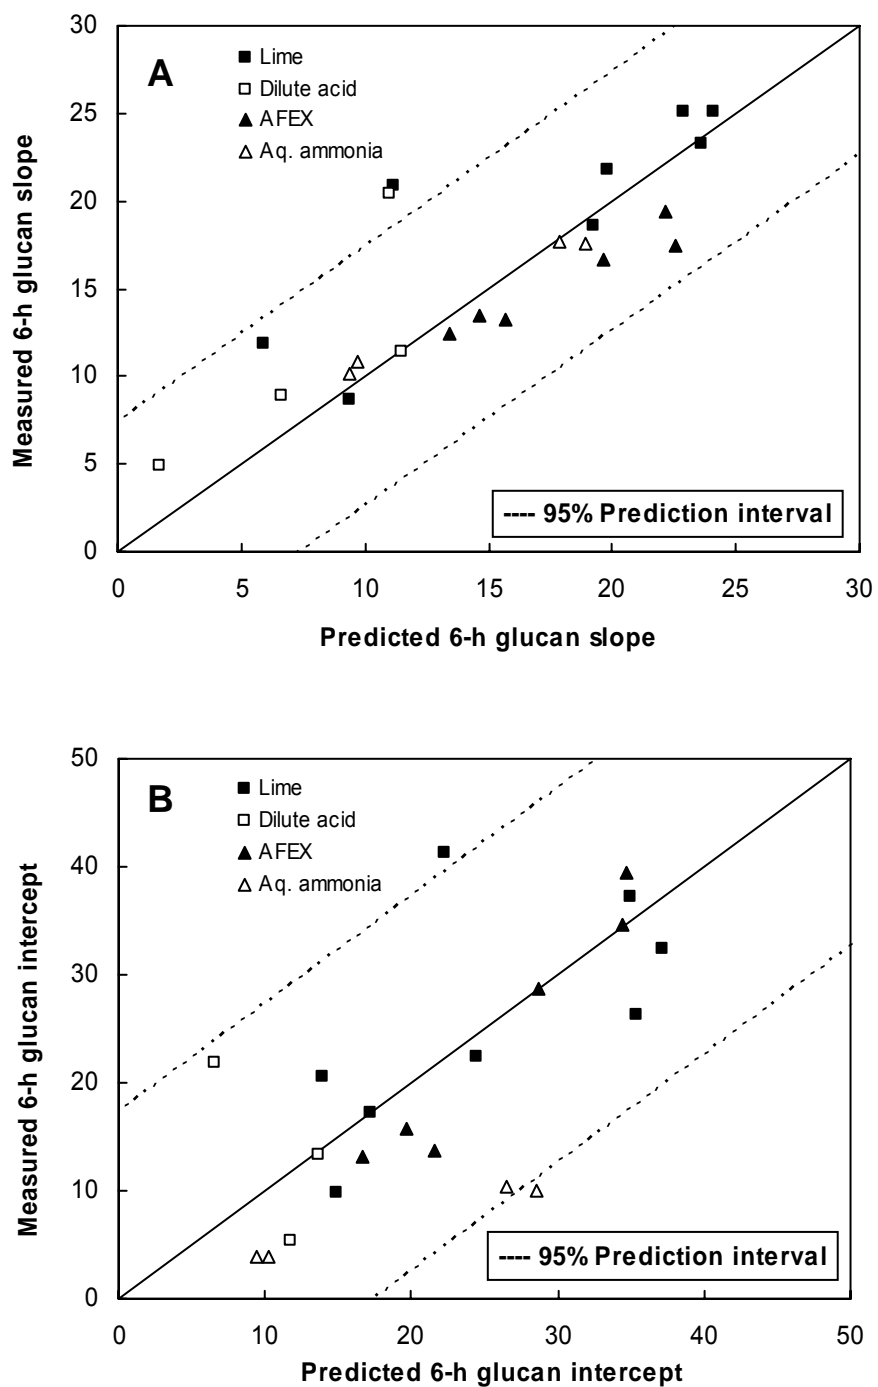 30
25
20
15
10
5
0
Measured 6-h glucan slope
A
Lime
Dilute acid
AFEX
Aq. ammonia
---- 95% Prediction interval
0 5 10 15 20 25 30
Predicted 6-h glucan slope
50
40
30
20
10
0
Measured 6-h glucan intercept
B
Lime
Dilute acid
AFEX
Aq. ammonia
---- 95% Prediction interval
0 10 20 30 40 50
Predicted 6-h glucan intercept